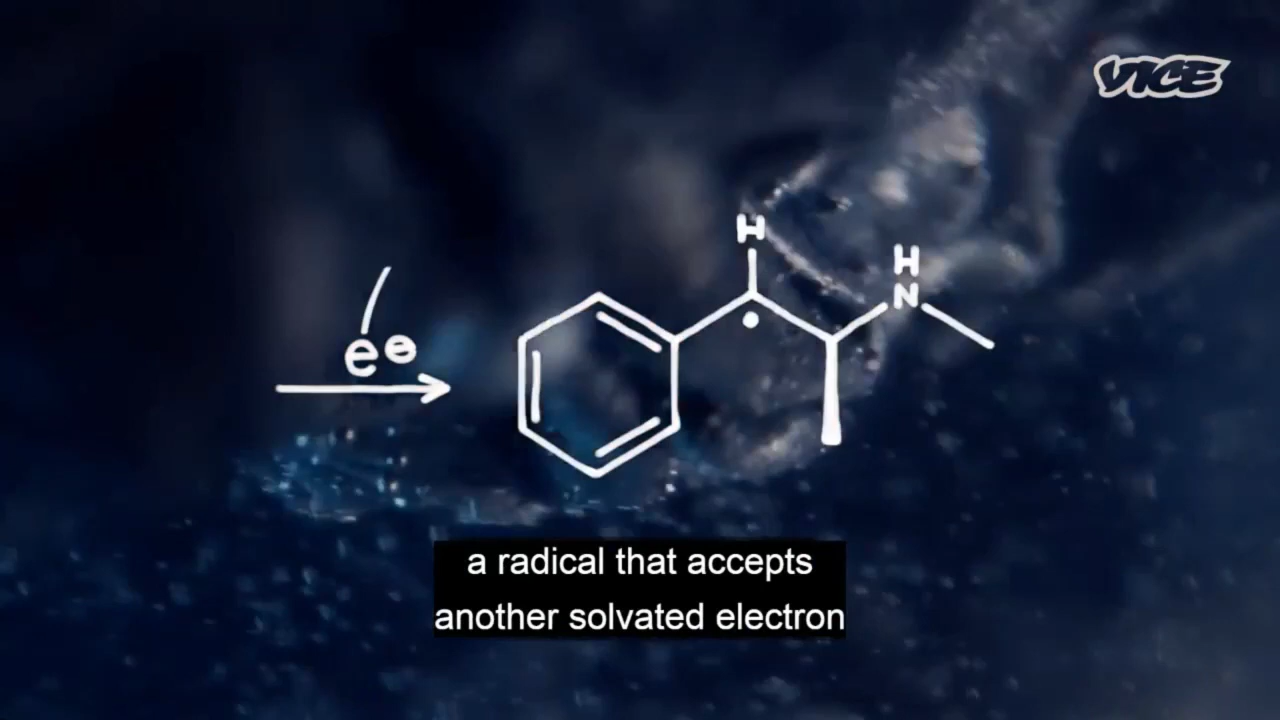 VICE
H
H
N
e⊖
a radical that accepts
another solvated electron